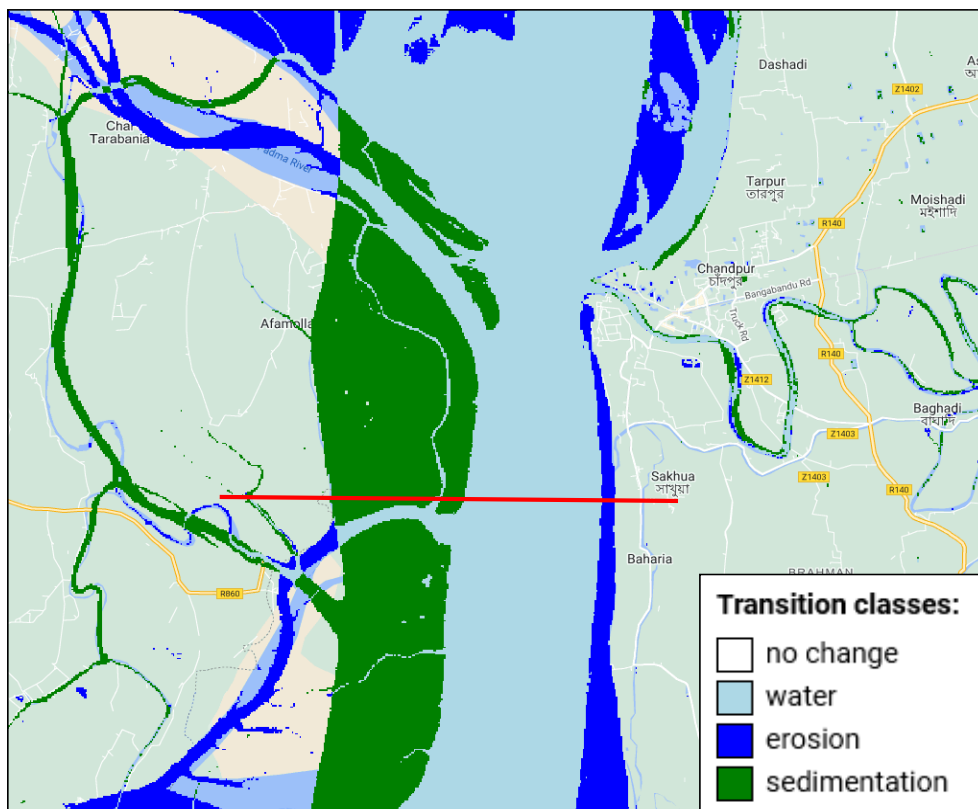 Dashadi
Z1402
Char
Tarabania
Padma River
Tarpur
তারপুর
Moishadi
মইশাদি
R140
Chandpur
চাঁদপুর
Bangabandu Rd
Truck Rd
R140
Z1412
Baghadi
Z1403
Sakhua
সাখুয়া
Z1403
R140
Baharia
R860
Transition classes:
no change
water
erosion
sedimentation